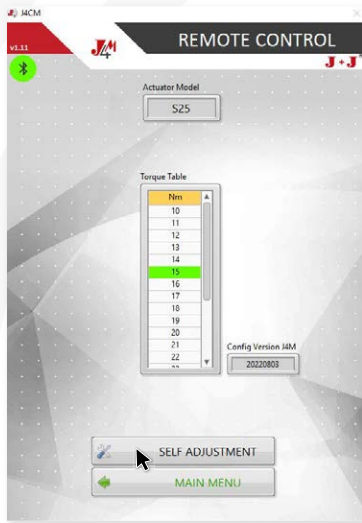 J4CM
v1.11
J4M
REMOTE CONTROL
J+J
Actuator Model
S25
Torque Table
Nm
10
11
12
13
14
15
16
17
18
19
20
21
22
Config Version J4M
20220803
SELF ADJUSTMENT
MAIN MENU